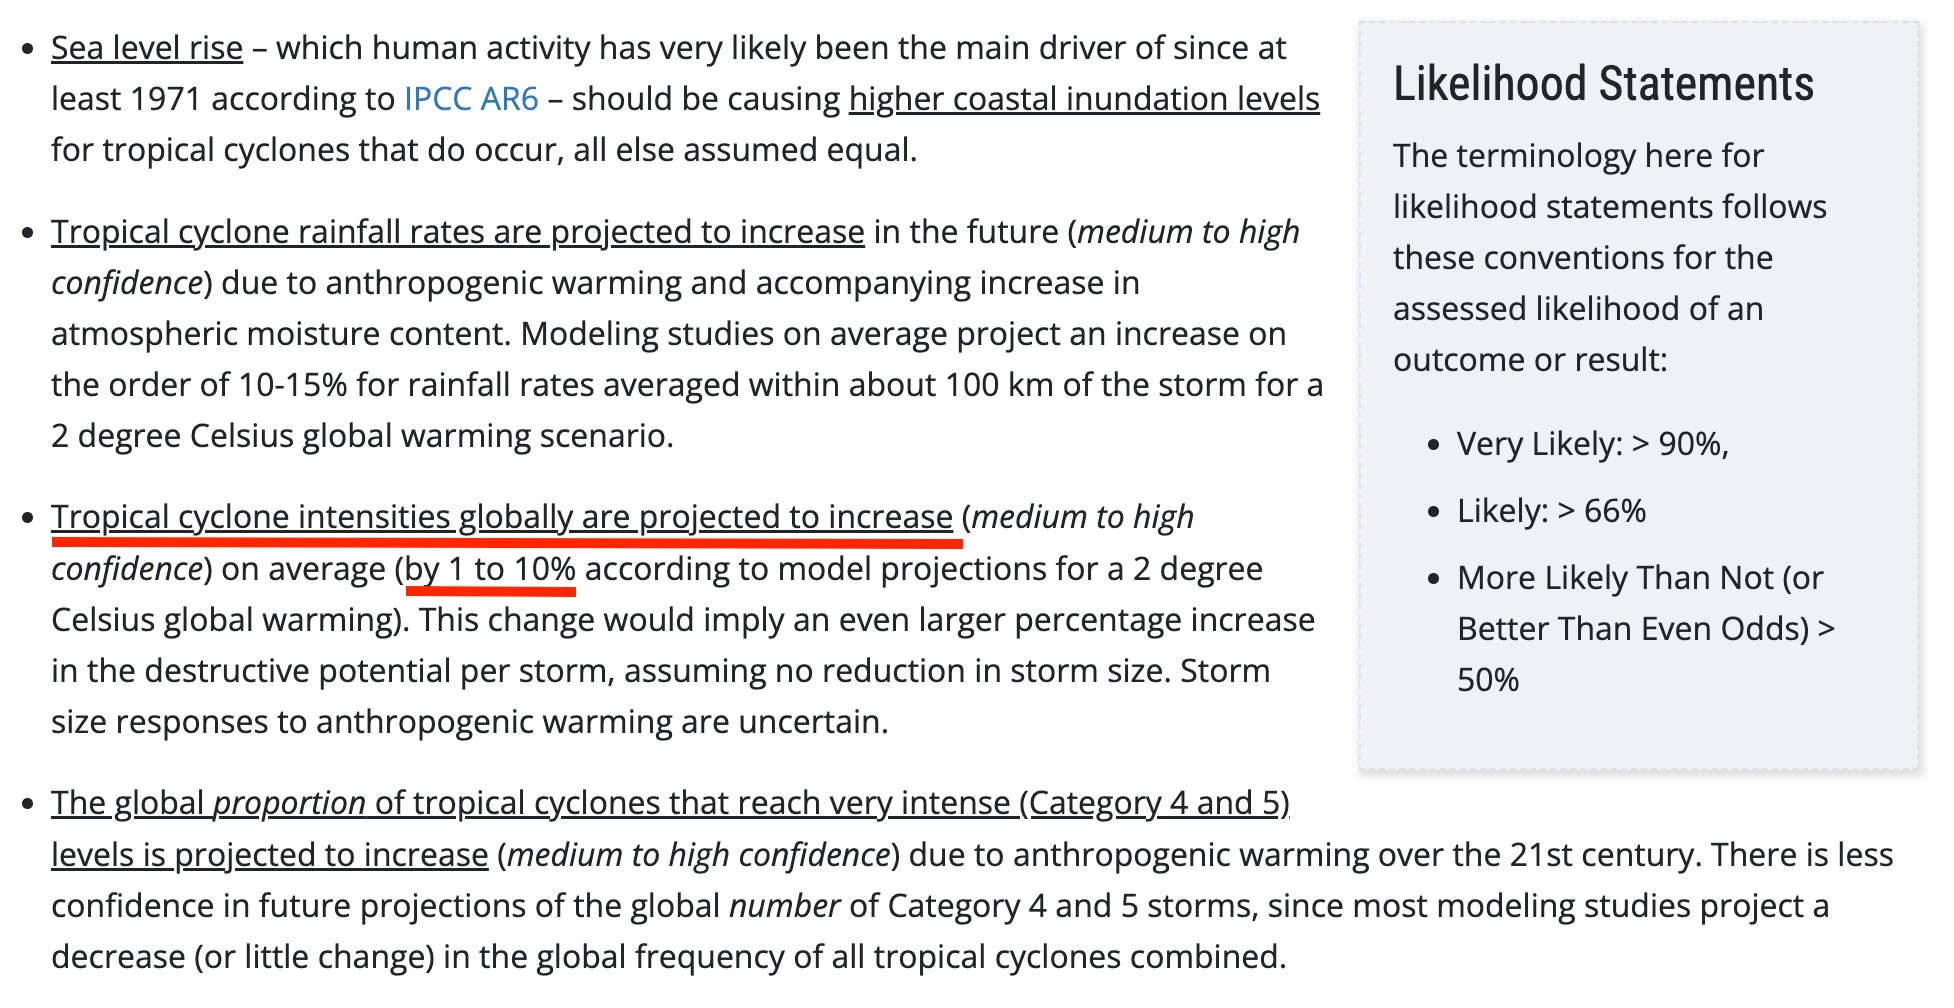 • Sea level rise – which human activity has very likely been the main driver of since at
least 1971 according to IPCC AR6 – should be causing higher coastal inundation levels
for tropical cyclones that do occur, all else assumed equal.
• Tropical cyclone rainfall rates are projected to increase in the future (medium to high
confidence) due to anthropogenic warming and accompanying increase in
atmospheric moisture content. Modeling studies on average project an increase on
the order of 10-15% for rainfall rates averaged within about 100 km of the storm for a
2 degree Celsius global warming scenario.
• Tropical cyclone intensities globally are projected to increase (medium to high
confidence) on average (by 1 to 10% according to model projections for a 2 degree
Celsius global warming). This change would imply an even larger percentage increase
in the destructive potential per storm, assuming no reduction in storm size. Storm
size responses to anthropogenic warming are uncertain.
• The global proportion of tropical cyclones that reach very intense (Category 4 and 5)
levels is projected to increase (medium to high confidence) due to anthropogenic warming over the 21st century. There is less
confidence in future projections of the global number of Category 4 and 5 storms, since most modeling studies project a
decrease (or little change) in the global frequency of all tropical cyclones combined.
Likelihood Statements
The terminology here for
likelihood statements follows
these conventions for the
assessed likelihood of an
outcome or result:
• Very Likely: > 90%,
• Likely: > 66%
• More Likely Than Not (or
Better Than Even Odds) >
50%